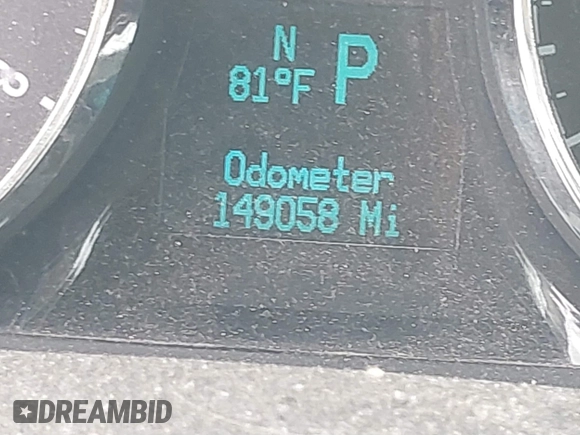 N
81°F P
Odometer
149058 Mi
DREAMBID